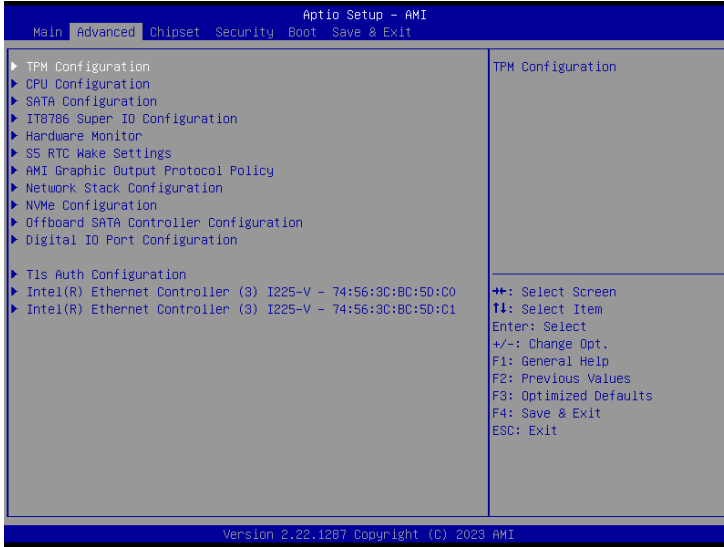 Aptio Setup – AMI
Main Advanced Chipset Security Boot Save & Exit
TPM Configuration
CPU Configuration
SATA Configuration
IT8786 Super IO Configuration
Hardware Monitor
S5 RTC Wake Settings
AMI Graphic Output Protocol Policy
Network Stack Configuration
NVMe Configuration
Offboard SATA Controller Configuration
Digital IO Port Configuration
Tls Auth Configuration
Intel(R) Ethernet Controller (3) I225-V - 74:56:3C:BC:5D:C0
Intel(R) Ethernet Controller (3) I225-V - 74:56:3C:BC:5D:C1
TPM Configuration
→←: Select Screen
↑↓: Select Item
Enter: Select
+/-: Change Opt.
F1: General Help
F2: Previous Values
F3: Optimized Defaults
F4: Save & Exit
ESC: Exit
Version 2.22.1287 Copyright (C) 2023 AMI